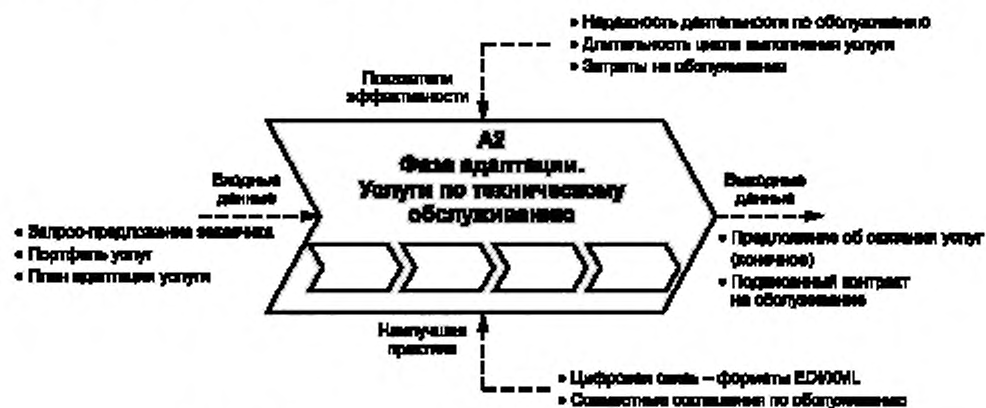 • Надежность деятельности по обслуживанию
• Длительность цикла выполнения услуги
• Затраты на обслуживание
Показатели
эффективности
А2
Фаза адаптации.
Услуги по техническому
обслуживанию
Входные
данные
• Запрос-предложение заказчика
• Портфель услуг
• План адаптации услуги
Выходные
данные
• Предложение об оказании услуг
(конечное)
• Подписанный контракт
на обслуживание
Наилучшая
практика
• Цифровая связь – форматы EDI/XML
• Совместные соглашения по обслуживанию